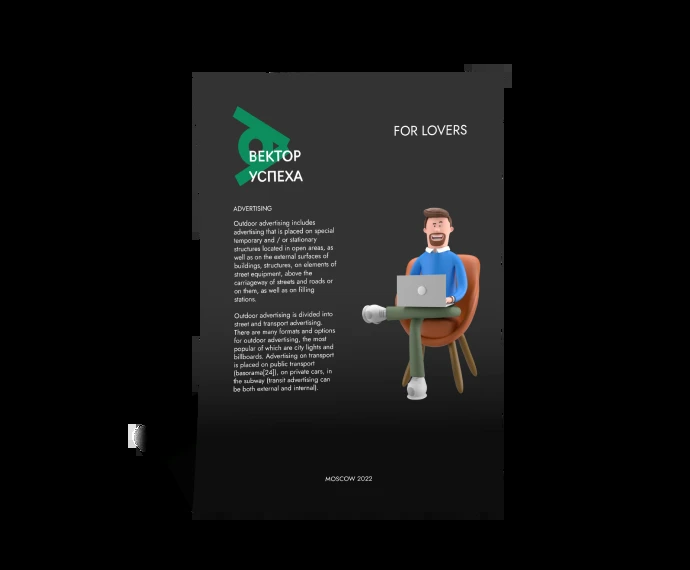 FOR LOVERS
ВЕКТОР
УСПЕХА
ADVERTISING
Outdoor advertising includes
advertising that is placed on special
temporary and / or stationary
structures located in open areas, as
well as on the external surfaces of
buildings, structures, on elements of
street equipment, above the
carriageway of streets and roads or
on them, as well as on filling
stations.
Outdoor advertising is divided into
street and transport advertising.
There are many formats and options
for outdoor advertising, the most
popular of which are city lights and
billboards. Advertising on transport
is placed on public transport
(basorama[24]), on private cars, in
the subway (transit advertising can
be both external and internal).
MOSCOW 2022